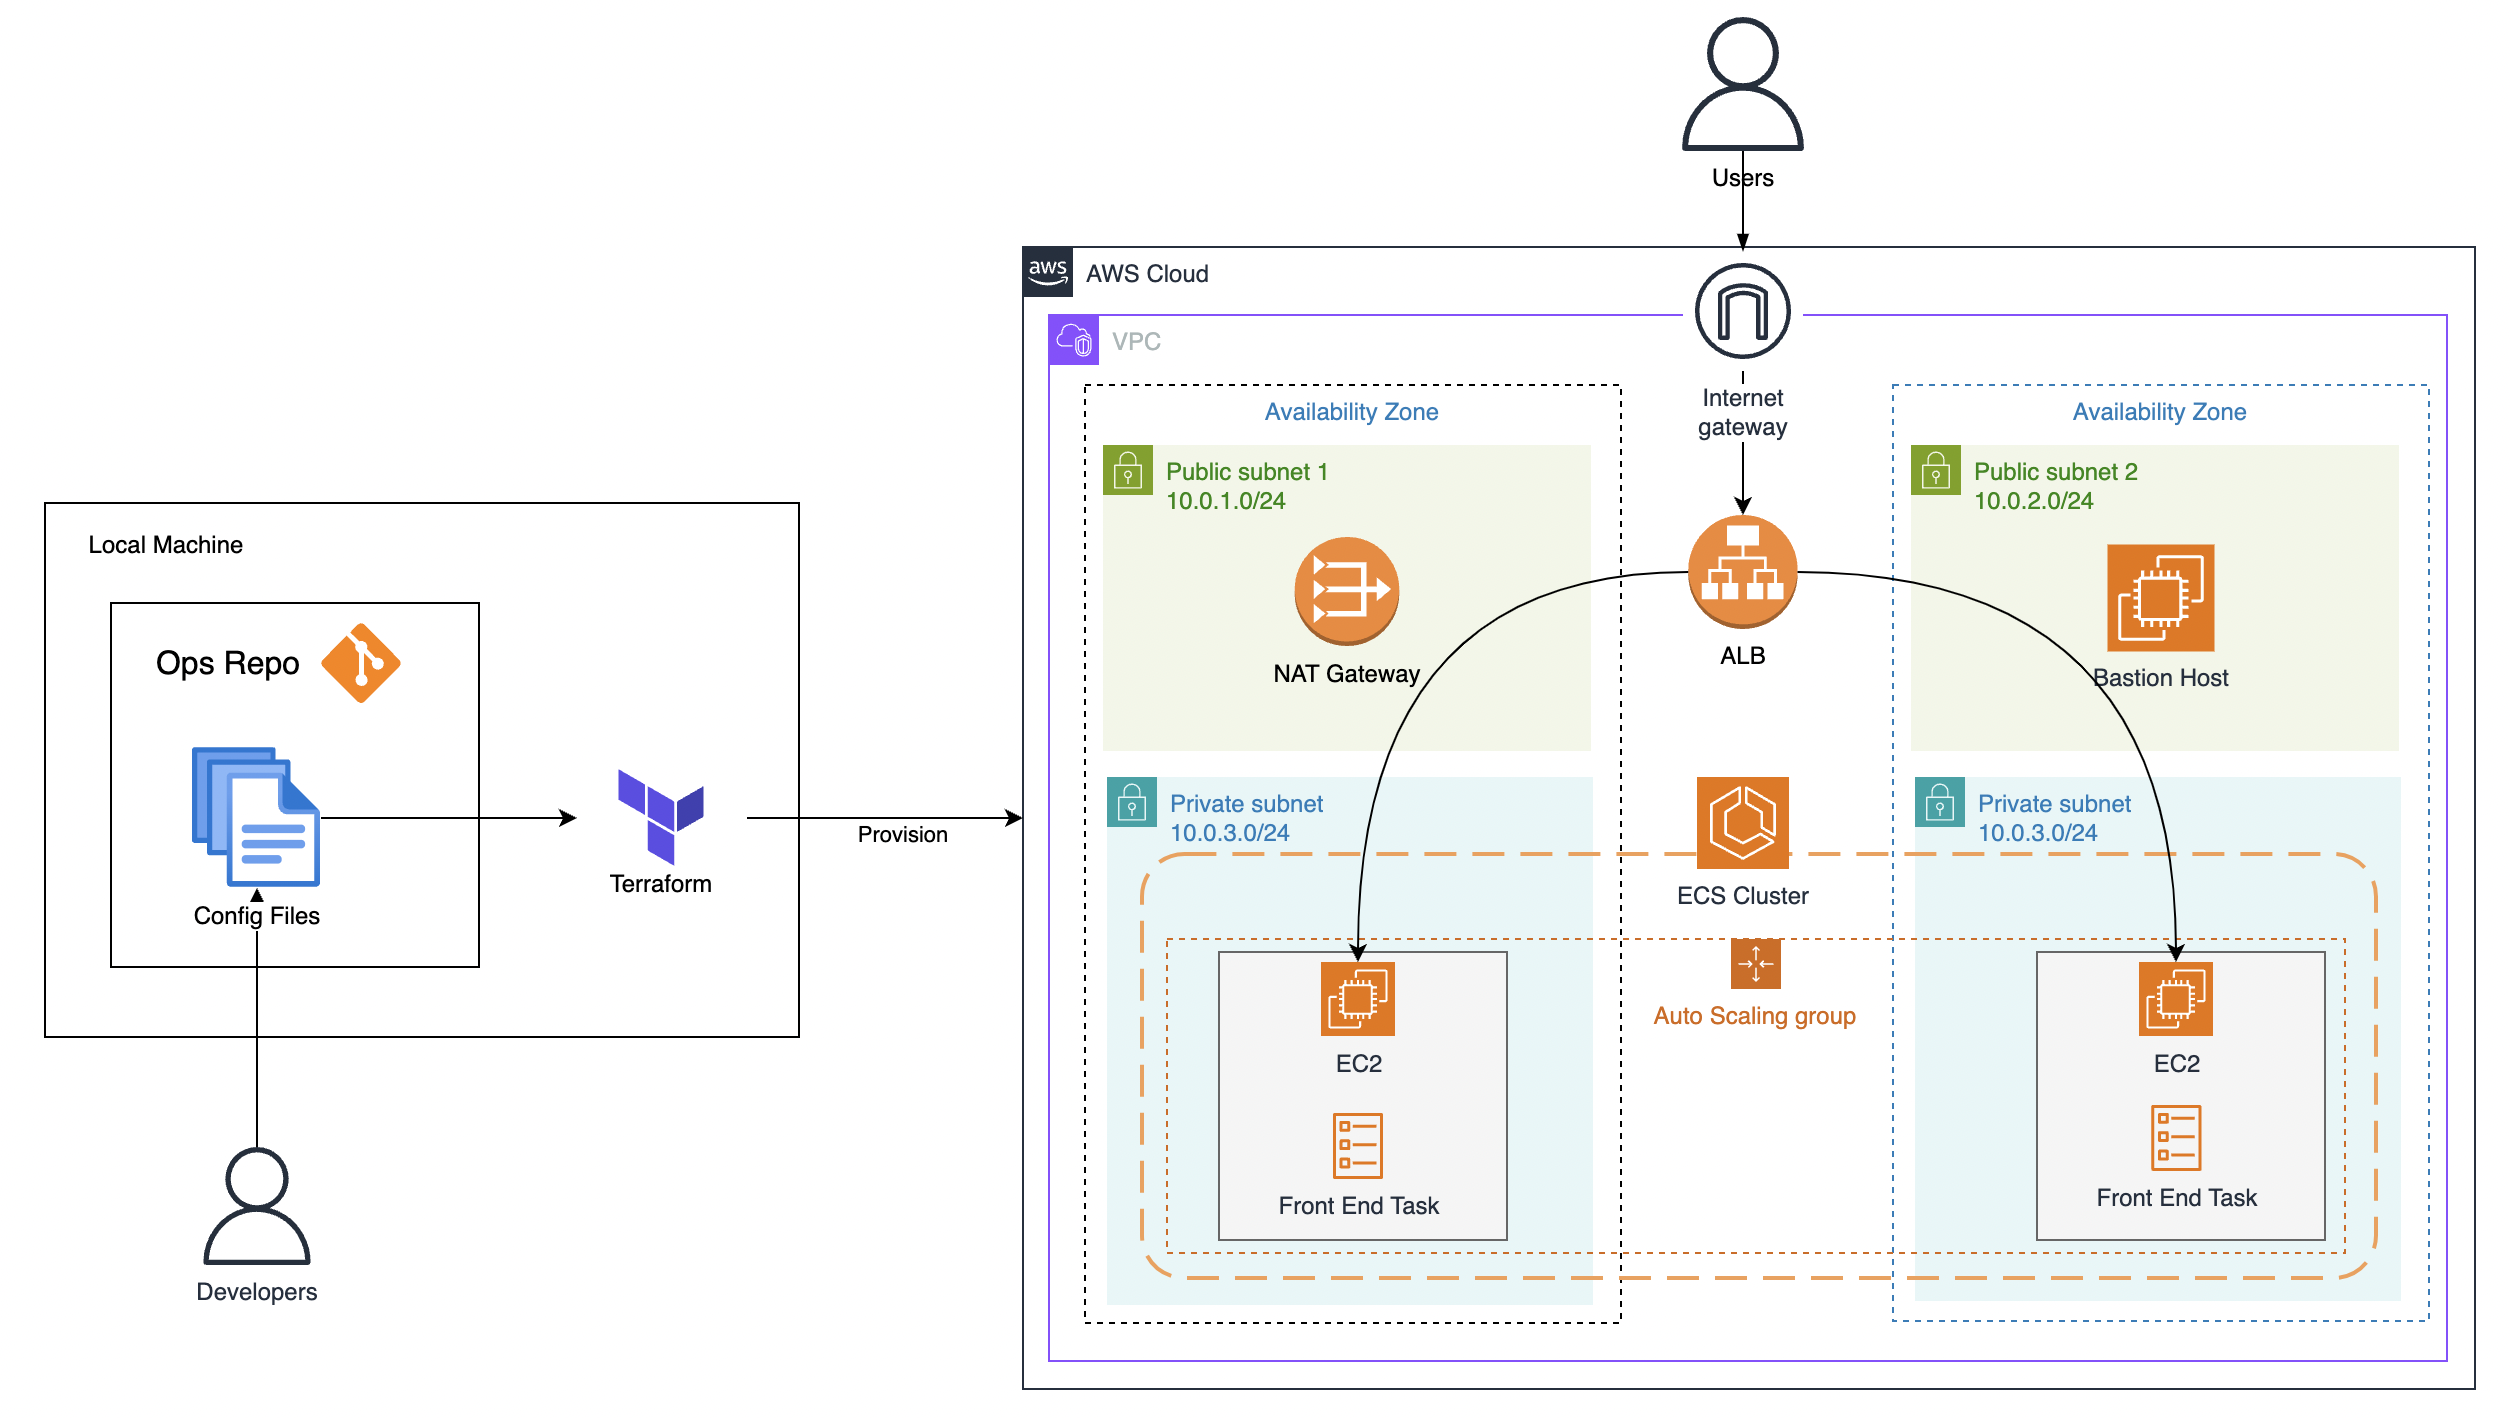 Users
aws
AWS Cloud
VPC
Internet
gateway
Availability Zone
Availability Zone
Public subnet 1
10.0.1.0/24
Public subnet 2
10.0.2.0/24
Local Machine
Ops Repo
NAT Gateway
ALB
Bastion Host
Private subnet
10.0.3.0/24
Private subnet
10.0.3.0/24
Provision
Terraform
Config Files
ECS Cluster
Auto Scaling group
EC2
EC2
Front End Task
Front End Task
Developers